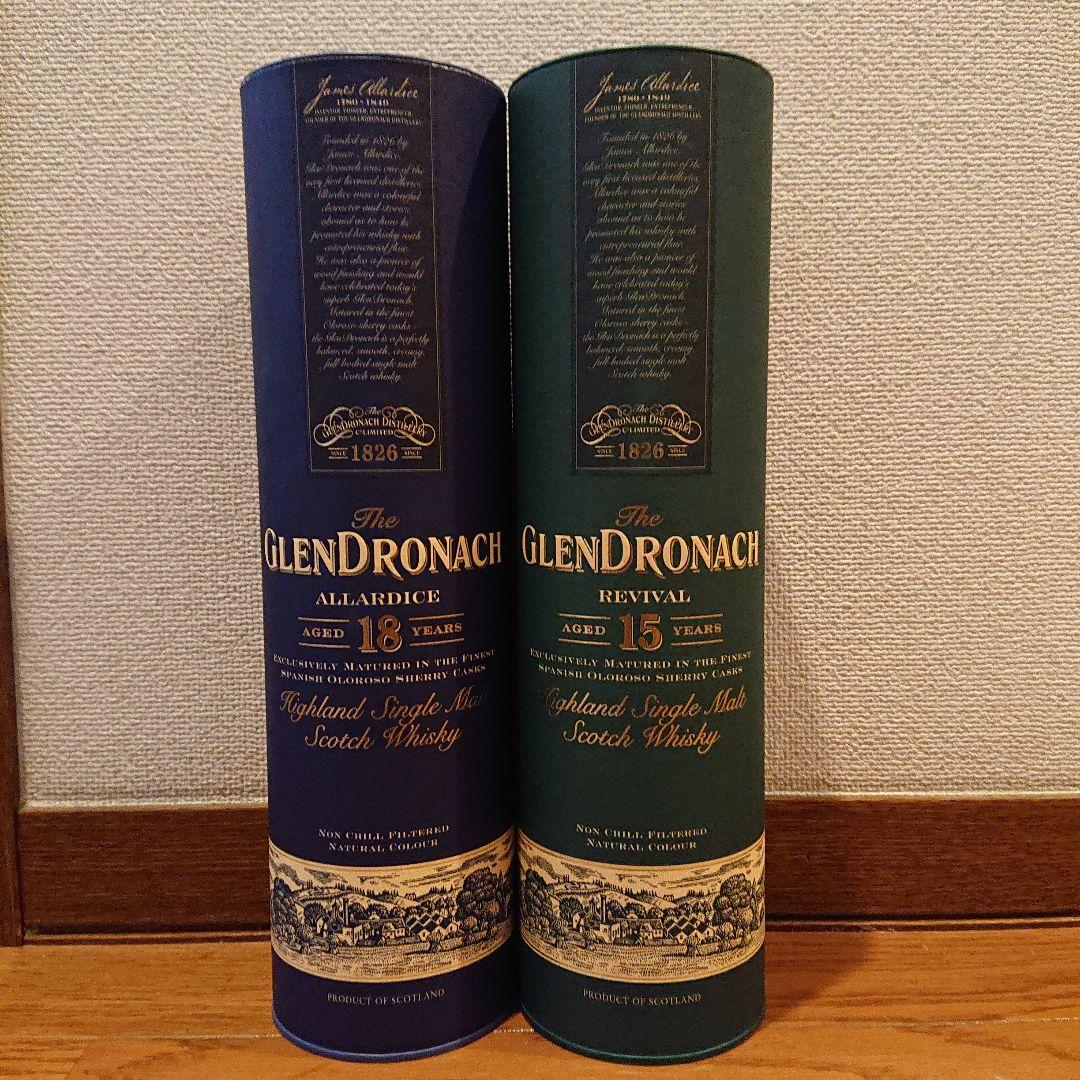 James Allardice
1780 - 1849
INVENTOR, PIONEER, ENTREPRENEUR,
FOUNDER OF THE GLENDRONACH DISTILLERY
Founded in 1826 by
James Allardice
GlenDronach was one of the
very first licensed distilleries.
Allardice was a colourful
character and stories
abound as to how he
promoted his whisky with
entrepreneurial flair.
He was also a pioneer of
wood finishing and would
have celebrated today's
superb GlenDronach.
Matured in the finest
Oloroso sherry casks -
the GlenDronach is a perfectly
balanced, smooth, creamy,
full bodied single malt
Scotch whisky.
The
GLENDRONACH DISTILLERY
Co LIMITED
SINCE 1826 SINCE
The
GLENDRONACH
ALLARDICE
AGED 18 YEARS
EXCLUSIVELY MATURED IN THE FINEST
SPANISH OLOROSO SHERRY CASKS
Highland Single Malt
Scotch Whisky
NON CHILL FILTERED
NATURAL COLOUR
PRODUCT OF SCOTLAND
James Allardice
1780 - 1849
INVENTOR, PIONEER, ENTREPRENEUR,
FOUNDER OF THE GLENDRONACH DISTILLERY
Founded in 1826 by
James Allardice
GlenDronach was one of the
very first licensed distilleries.
Allardice was a colourful
character and stories
abound as to how he
promoted his whisky with
entrepreneurial flair.
He was also a pioneer of
wood finishing and would
have celebrated today's
superb GlenDronach.
Matured in the finest
Oloroso sherry casks -
the GlenDronach is a perfectly
balanced, smooth, creamy,
full bodied single malt
Scotch whisky.
The
GLENDRONACH DISTILLERY
Co LIMITED
SINCE 1826 SINCE
The
GLENDRONACH
REVIVAL
AGED 15 YEARS
EXCLUSIVELY MATURED IN THE FINEST
SPANISH OLOROSO SHERRY CASKS
Highland Single Malt
Scotch Whisky
NON CHILL FILTERED
NATURAL COLOUR
PRODUCT OF SCOTLAND